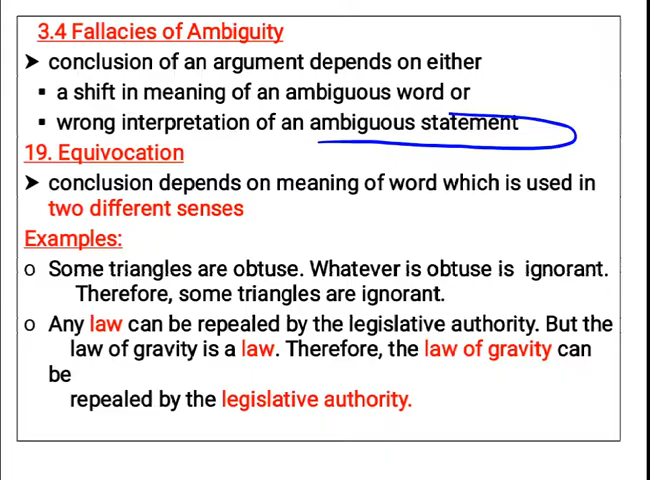 3.4 Fallacies of Ambiguity
➤ conclusion of an argument depends on either
▪ a shift in meaning of an ambiguous word or
▪ wrong interpretation of an ambiguous statement
19. Equivocation
➤ conclusion depends on meaning of word which is used in
two different senses
Examples:
o Some triangles are obtuse. Whatever is obtuse is ignorant.
Therefore, some triangles are ignorant.
o Any law can be repealed by the legislative authority. But the
law of gravity is a law. Therefore, the law of gravity can
be
repealed by the legislative authority.